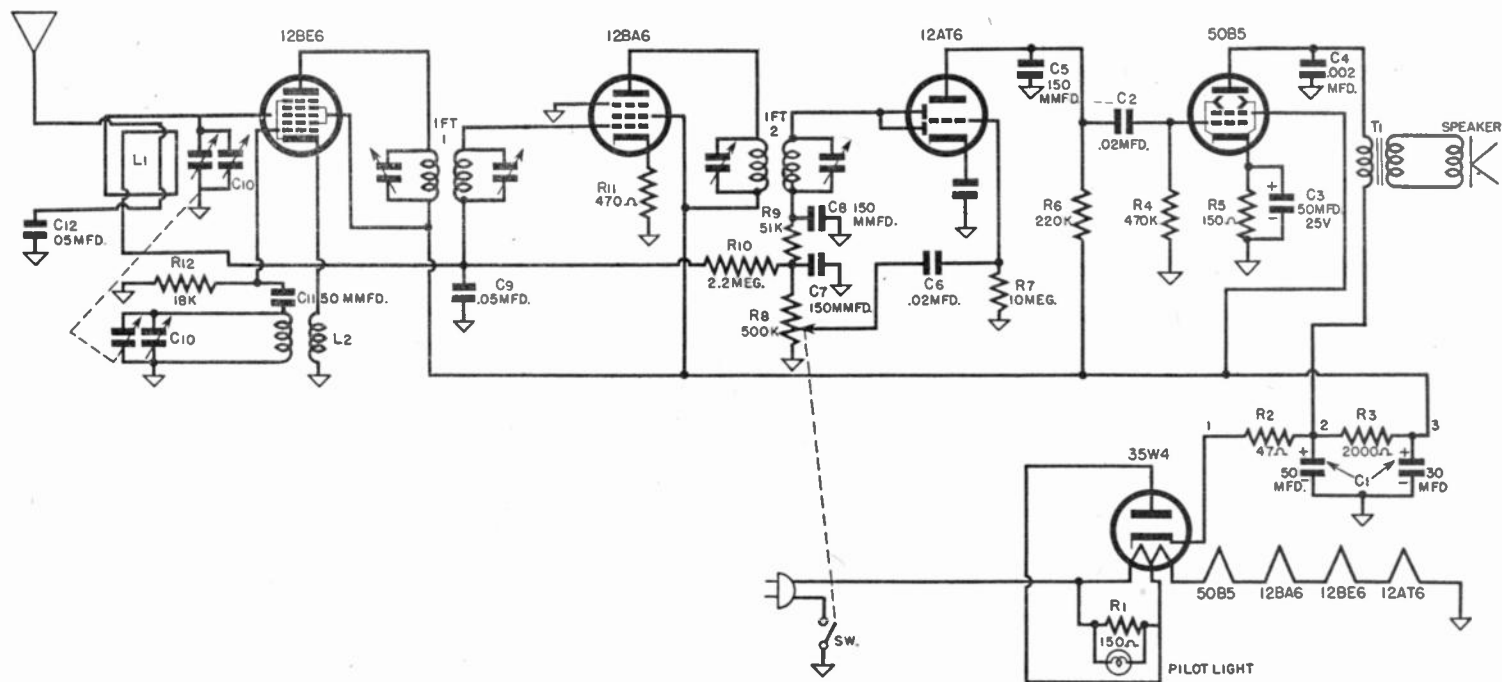 12BE6
12BA6
12AT6
50B5
C5
150
MMFD.
C4
.002
MFD.
C2
.02MFD.
1FT
1
1FT
2
T1
SPEAKER
L1
C10
R11
470Ω
C8 150
MMFD.
R9
51K
R6
220K
R4
470K
R5
150Ω
+
C3
50MFD.
-
25V
C12
05MFD.
R12
18K
C11 50 MMFD.
C9
.05MFD.
R10
2.2MEG.
C7
150MMFD.
C6
.02MFD.
R7
10MEG.
R8
500K
C10
L2
1
R2
47Ω
2
R3
2000Ω
3
+
50
MFD.
-
C1
+
30
MFD
-
35W4
50B5
12BA6
12BE6
12AT6
R1
150Ω
SW.
PILOT LIGHT